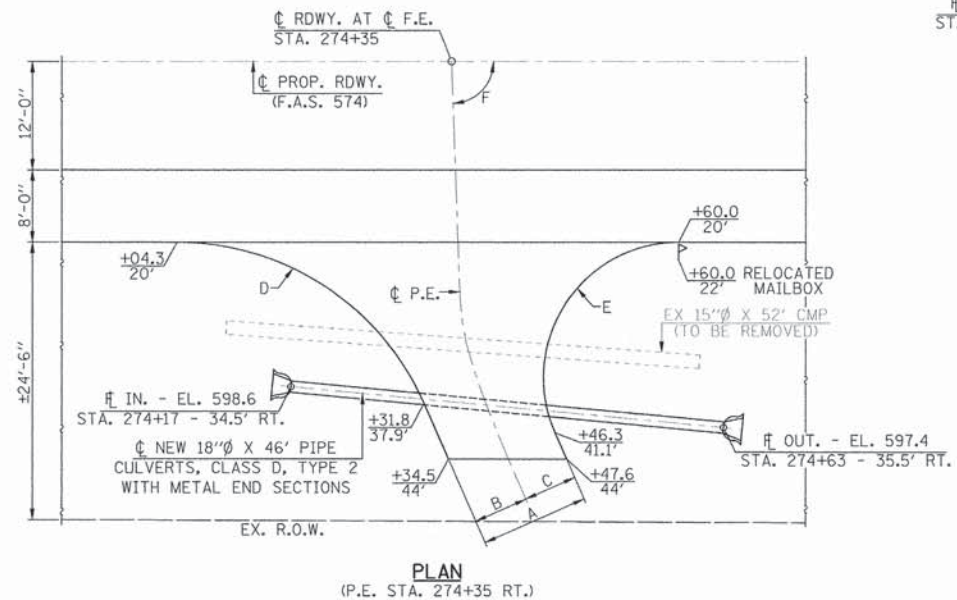 ℄ RDWY. AT ℄ F.E.
STA. 274+35
℄ PROP. RDWY.
(F.A.S. 574)
F
12'-0"
8'-0"
±24'-6"
+04.3
20'
D
℄ P.E.
E
+60.0
20'
+60.0 RELOCATED
22' MAILBOX
EX 15"Ø X 52' CMP
(TO BE REMOVED)
FL IN. - EL. 598.6
STA. 274+17 - 34.5' RT.
℄ NEW 18"Ø X 46' PIPE
CULVERTS, CLASS D, TYPE 2
WITH METAL END SECTIONS
+31.8
37.9'
+34.5
44'
+46.3
41.1'
+47.6
44'
FL OUT. - EL. 597.4
STA. 274+63 - 35.5' RT.
B
C
A
EX. R.O.W.
PLAN
(P.E. STA. 274+35 RT.)
ST